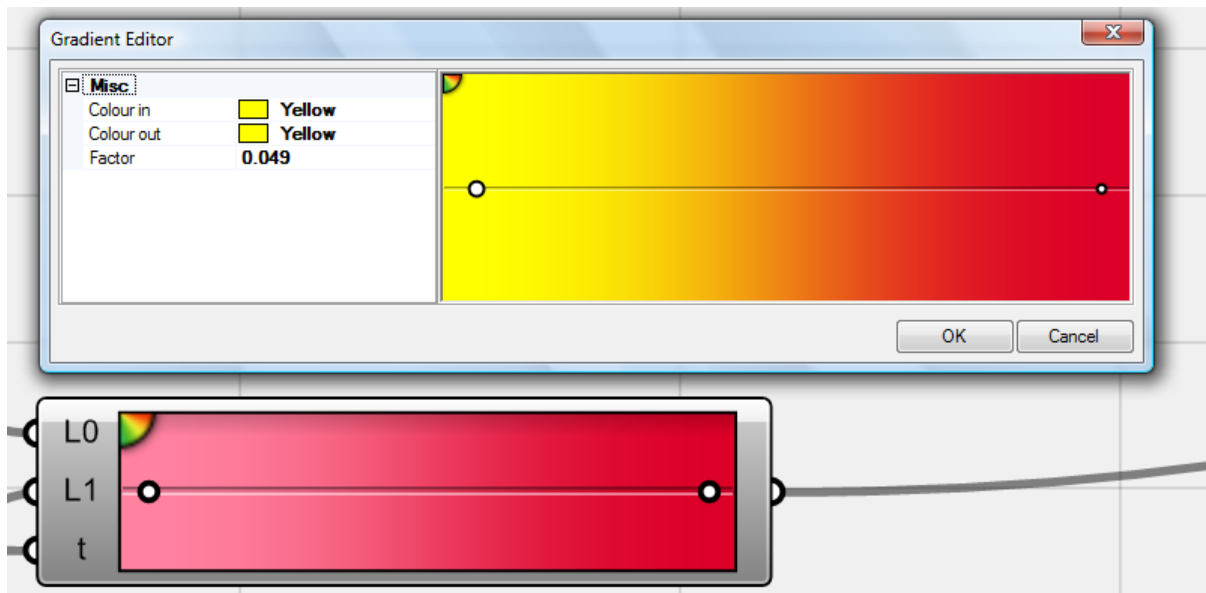 Gradient Editor
Misc
Colour in Yellow
Colour out Yellow
Factor 0.049
OK Cancel
L0
L1
t